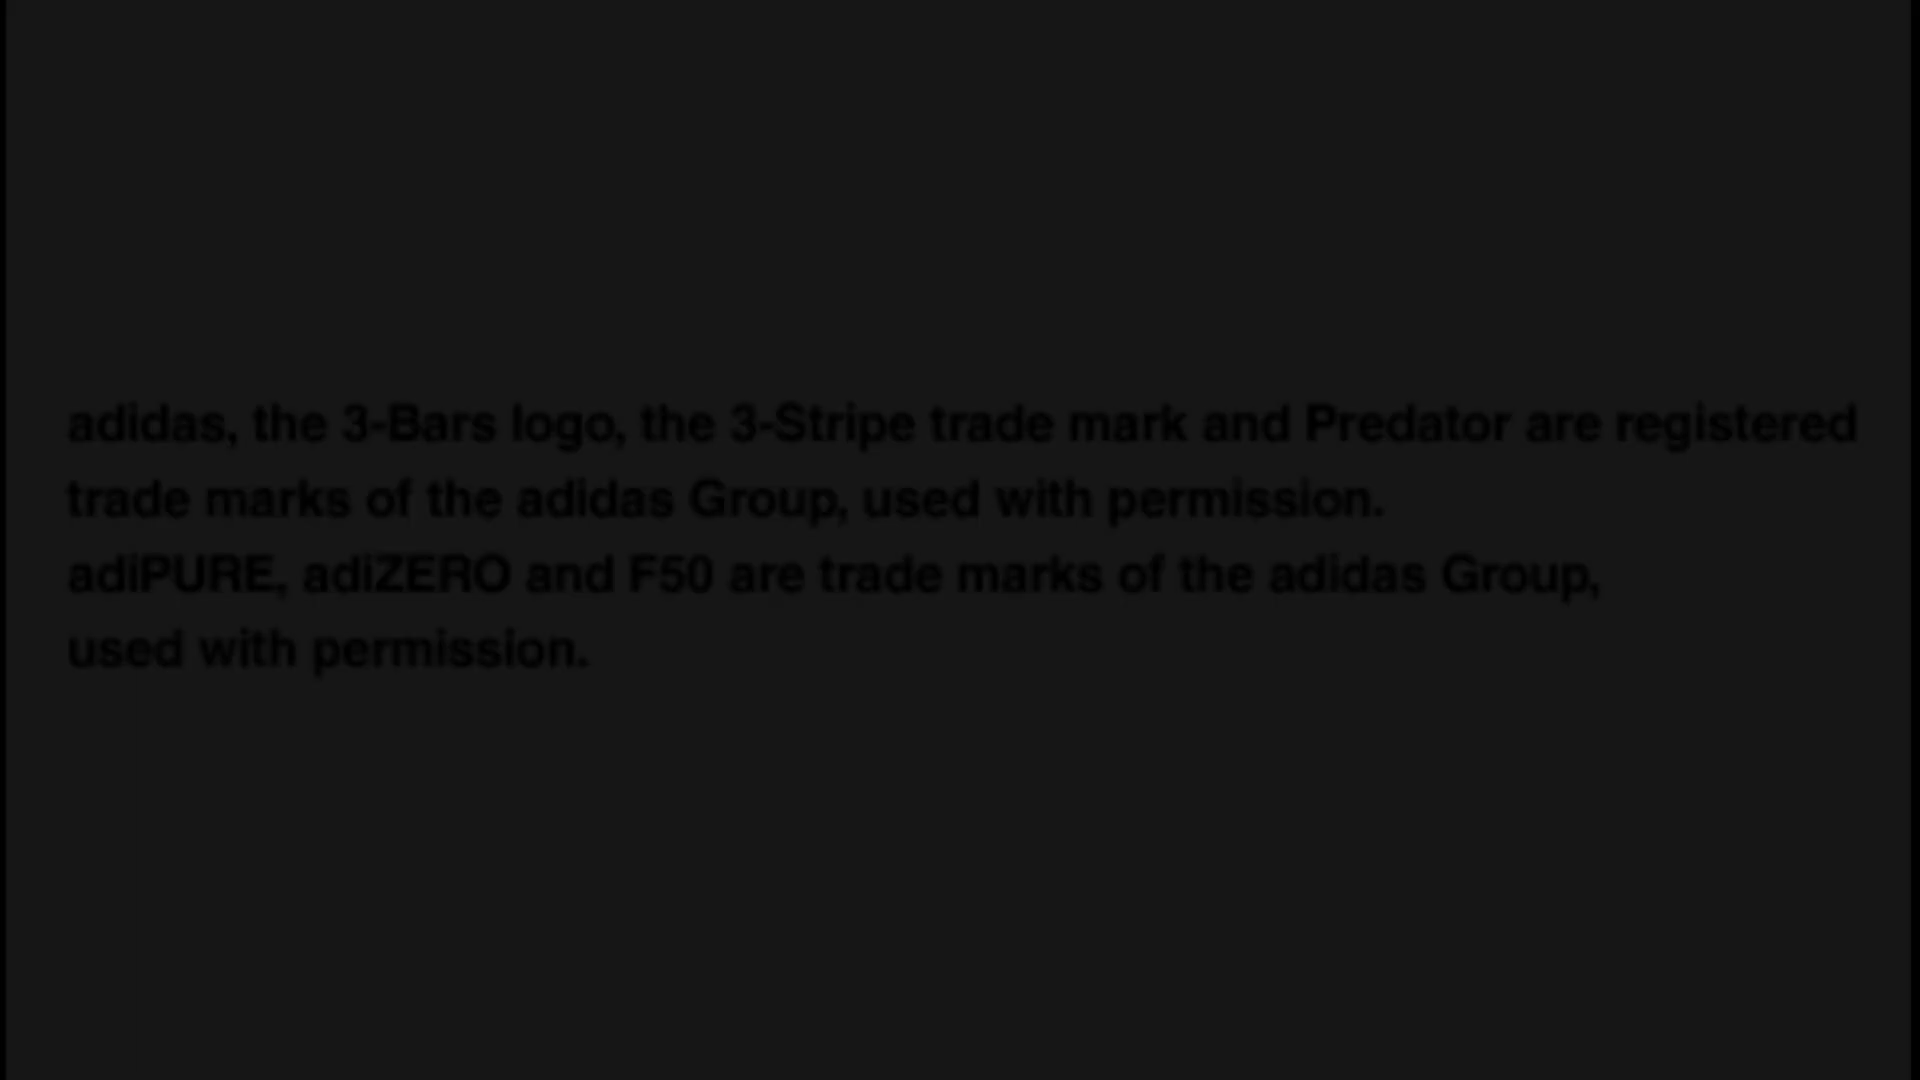 adidas, the 3-Bars logo, the 3-Stripe trade mark and Predator are registered
trade marks of the adidas Group, used with permission.
adiPURE, adiZERO and F50 are trade marks of the adidas Group,
used with permission.